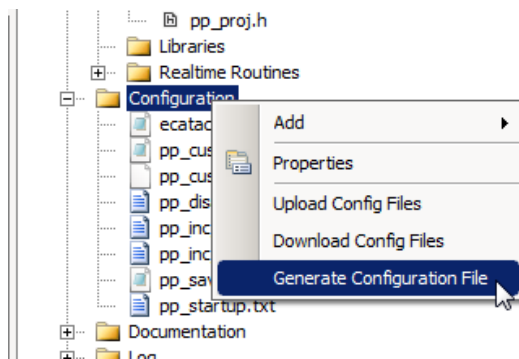 pp_proj.h
Libraries
Realtime Routines
Configuration
ecatac
Add
pp_cus
Properties
pp_cus
pp_dis
Upload Config Files
pp_inc
Download Config Files
pp_inc
pp_sav
Generate Configuration File
pp_startup.txt
Documentation
Log